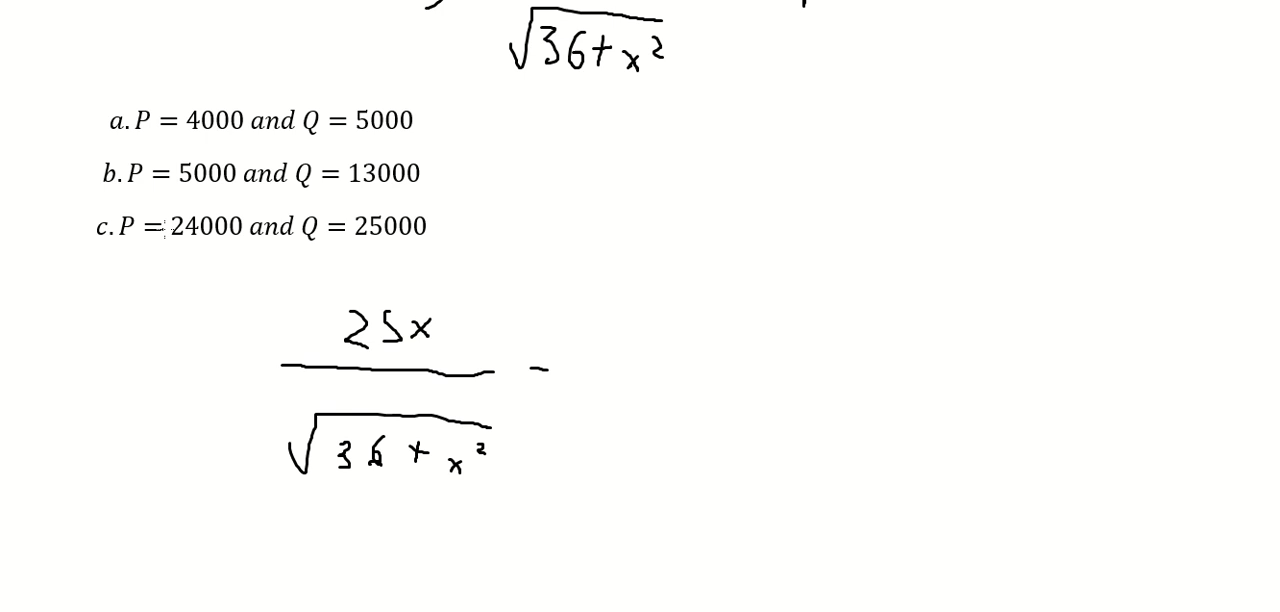 √36+x²
a. P = 4000 and Q = 5000
b. P = 5000 and Q = 13000
c. P = 24000 and Q = 25000
25x
√36+x²
-